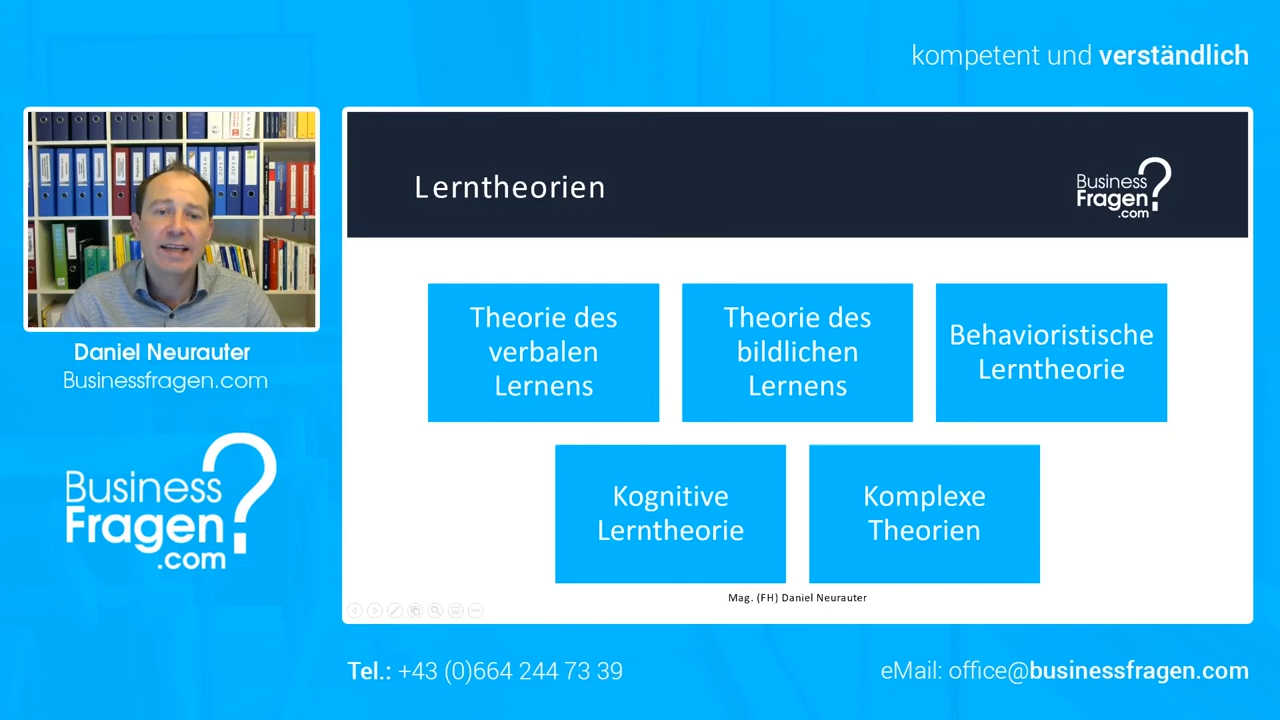 kompetent und verständlich
Daniel Neurauter
Businessfragen.com
Business
Fragen?
.com
Lerntheorien
Business
Fragen?
.com
Theorie des
verbalen
Lernens
Theorie des
bildlichen
Lernens
Behavioristische
Lerntheorie
Kognitive
Lerntheorie
Komplexe
Theorien
Mag. (FH) Daniel Neurauter
Tel.: +43 (0)664 244 73 39
eMail: office@businessfragen.com